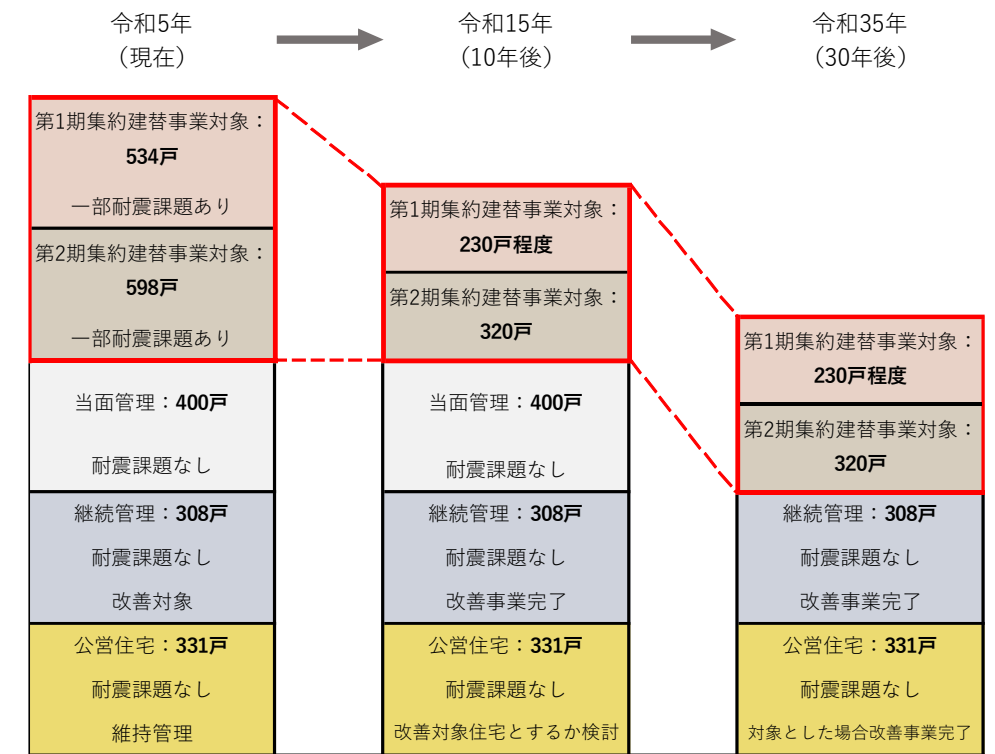 令和5年
(現在)
令和15年
(10年後)
令和35年
(30年後)
第1期集約建替事業対象：
534戸
一部耐震課題あり
第2期集約建替事業対象：
598戸
一部耐震課題あり
当面管理：400戸
耐震課題なし
継続管理：308戸
耐震課題なし
改善対象
公営住宅：331戸
耐震課題なし
維持管理
第1期集約建替事業対象：
230戸程度
第2期集約建替事業対象：
320戸
当面管理：400戸
耐震課題なし
継続管理：308戸
耐震課題なし
改善事業完了
公営住宅：331戸
耐震課題なし
改善対象住宅とするか検討
第1期集約建替事業対象：
230戸程度
第2期集約建替事業対象：
320戸
継続管理：308戸
耐震課題なし
改善事業完了
公営住宅：331戸
耐震課題なし
対象とした場合改善事業完了